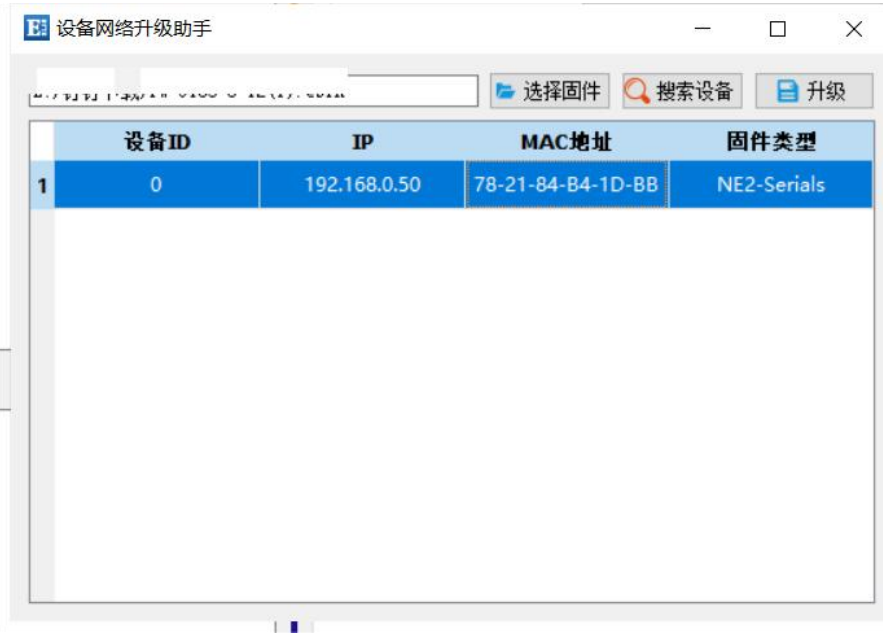 设备网络升级助手
选择固件 搜索设备 升级
设备ID IP MAC地址 固件类型
1 0 192.168.0.50 78-21-84-B4-1D-BB NE2-Serials